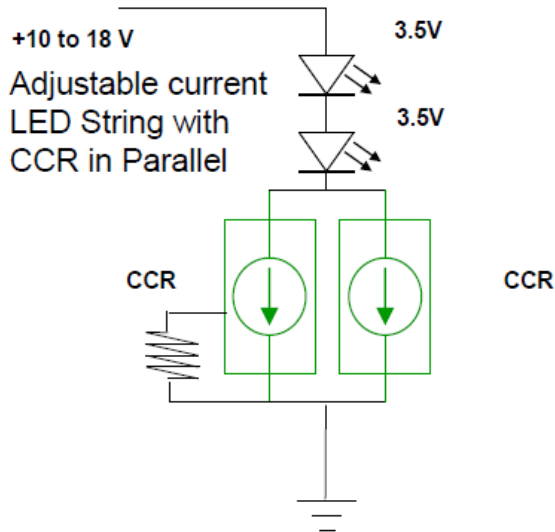 3.5V
+10 to 18 V
Adjustable current
LED String with
CCR in Parallel
3.5V
CCR
CCR